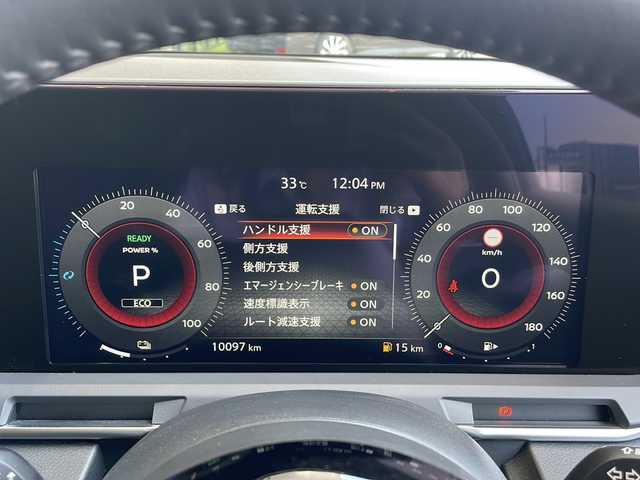 33℃ 12:04 PM
戻る 運転支援 閉じる
ハンドル支援 ON
側方支援
後側方支援
エマージェンシーブレーキ ON
速度標識表示 ON
ルート減速支援 ON
0 20 40 60 80 100
READY
POWER %
P
ECO
0 20 40 60 80 100 120 140 160 180
km/h
0
10097 km
15 km
0 1
P